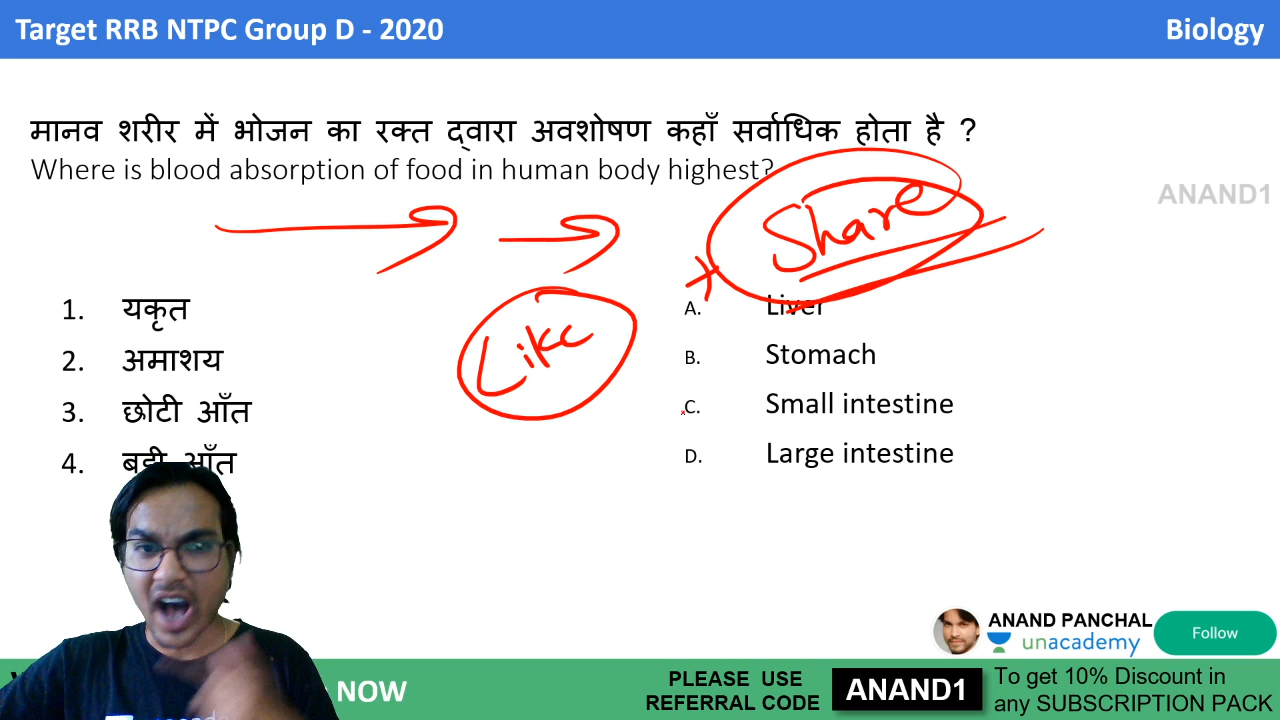 Target RRB NTPC Group D - 2020
Biology
मानव शरीर में भोजन का रक्त द्वारा अवशोषण कहाँ सर्वाधिक होता है ?
Where is blood absorption of food in human body highest?
ANAND1
Share
Like
1. यकृत
2. अमाशय
3. छोटी आँत
4. बड़ी आँत
A. Liver
B. Stomach
C. Small intestine
D. Large intestine
ANAND PANCHAL
unacademy
Follow
NOW
PLEASE USE
REFERRAL CODE
ANAND1
To get 10% Discount in
any SUBSCRIPTION PACK